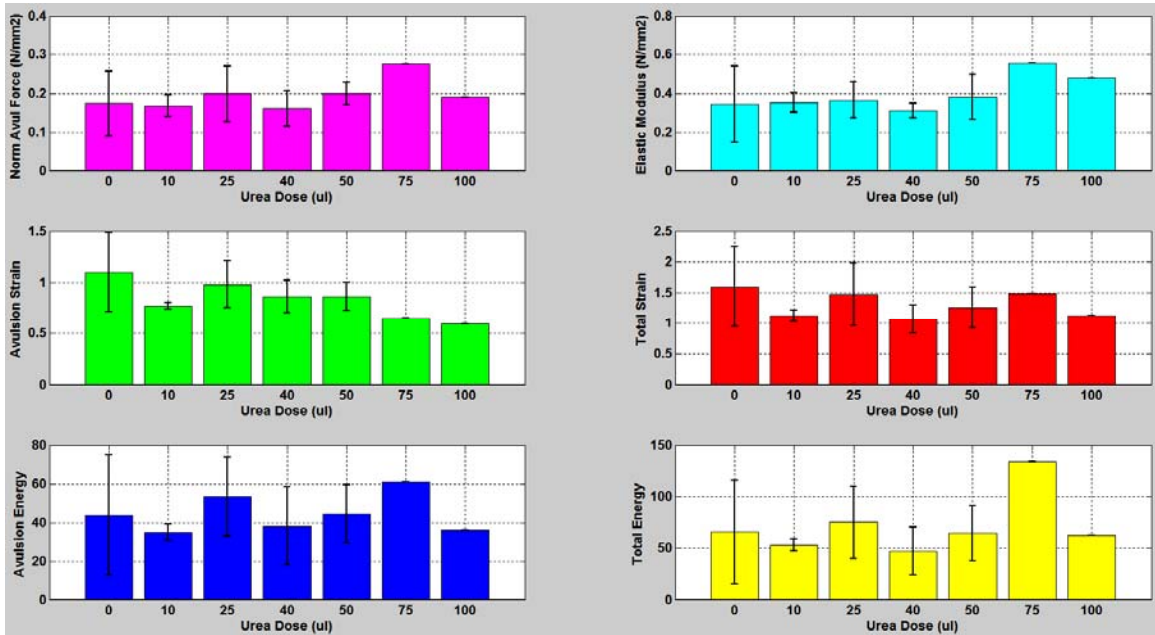 Norm Avul Force (N/mm2)
0.4
0.3
0.2
0.1
0
0 10 25 40 50 75 100
Urea Dose (ul)
Elastic Modulus (N/mm2)
0.8
0.6
0.4
0.2
0
0 10 25 40 50 75 100
Urea Dose (ul)
Avulsion Strain
1.5
1
0.5
0
0 10 25 40 50 75 100
Urea Dose (ul)
Total Strain
2.5
2
1.5
1
0.5
0
0 10 25 40 50 75 100
Urea Dose (ul)
Avulsion Energy
80
60
40
20
0
0 10 25 40 50 75 100
Urea Dose (ul)
Total Energy
150
100
50
0
0 10 25 40 50 75 100
Urea Dose (ul)